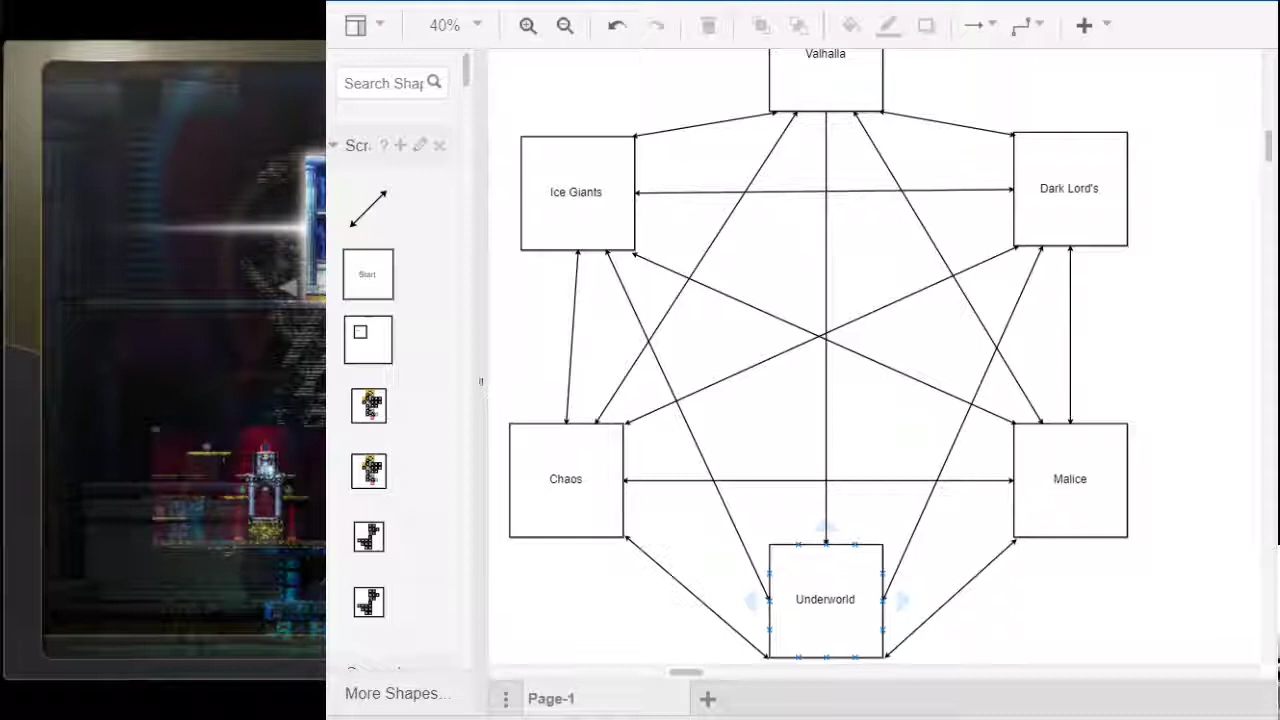 40%
Valhalla
Search Shap
Scr.
?
Ice Giants
Dark Lord's
Start
Chaos
Malice
Underworld
More Shapes...
Page-1